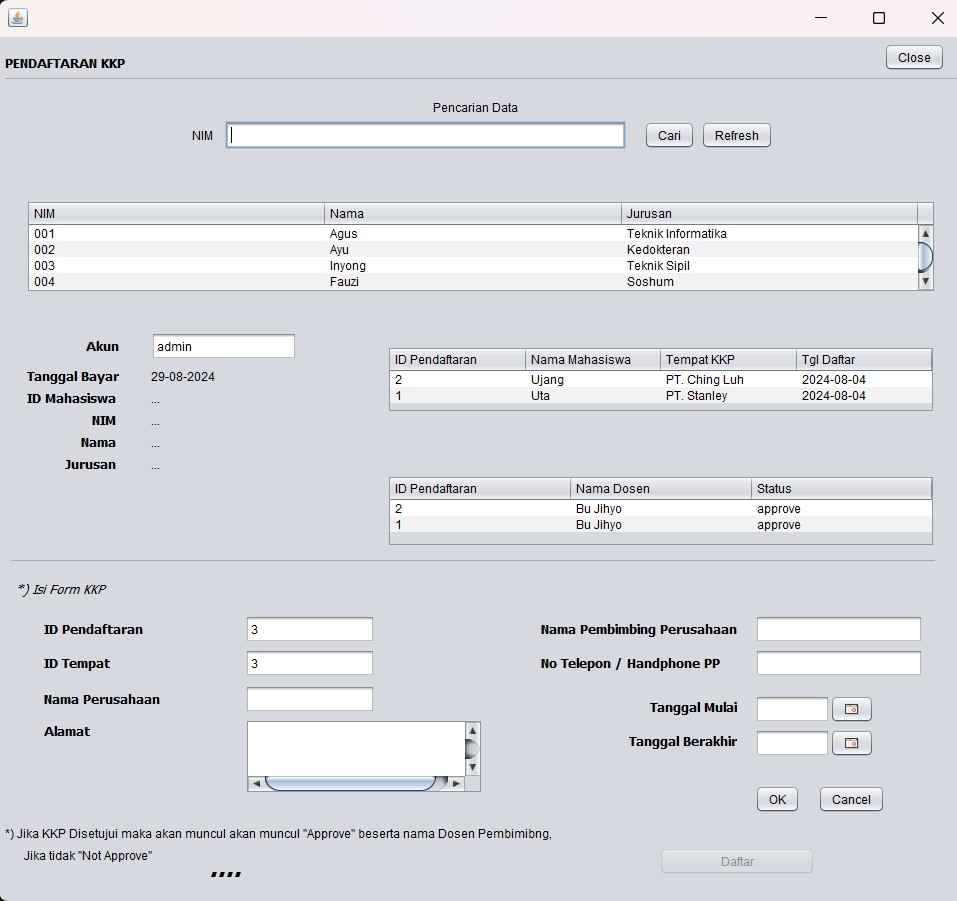 Close
PENDAFTARAN KKP
Pencarian Data
NIM Cari Refresh
NIM Nama Jurusan
001 Agus Teknik Informatika
002 Ayu Kedokteran
003 Inyong Teknik Sipil
004 Fauzi Soshum
Akun admin
Tanggal Bayar 29-08-2024
ID Mahasiswa ...
NIM ...
Nama ...
Jurusan ...
ID Pendaftaran Nama Mahasiswa Tempat KKP Tgl Daftar
2 Ujang PT. Ching Luh 2024-08-04
1 Uta PT. Stanley 2024-08-04
ID Pendaftaran Nama Dosen Status
2 Bu Jihyo approve
1 Bu Jihyo approve
*) Isi Form KKP
ID Pendaftaran 3
ID Tempat 3
Nama Perusahaan
Alamat
Nama Pembimbing Perusahaan
No Telepon / Handphone PP
Tanggal Mulai
Tanggal Berakhir
OK Cancel
*) Jika KKP Disetujui maka akan muncul akan muncul "Approve" beserta nama Dosen Pembimibng,
Jika tidak "Not Approve"
Daftar